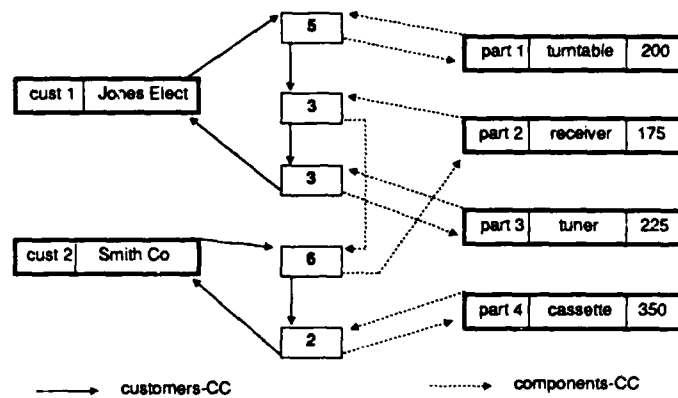 5
part 1 turntable 200
cust 1 Jones Elect
3
part 2 receiver 175
3
part 3 tuner 225
cust 2 Smith Co
6
part 4 cassette 350
2
customers-CC
components-CC